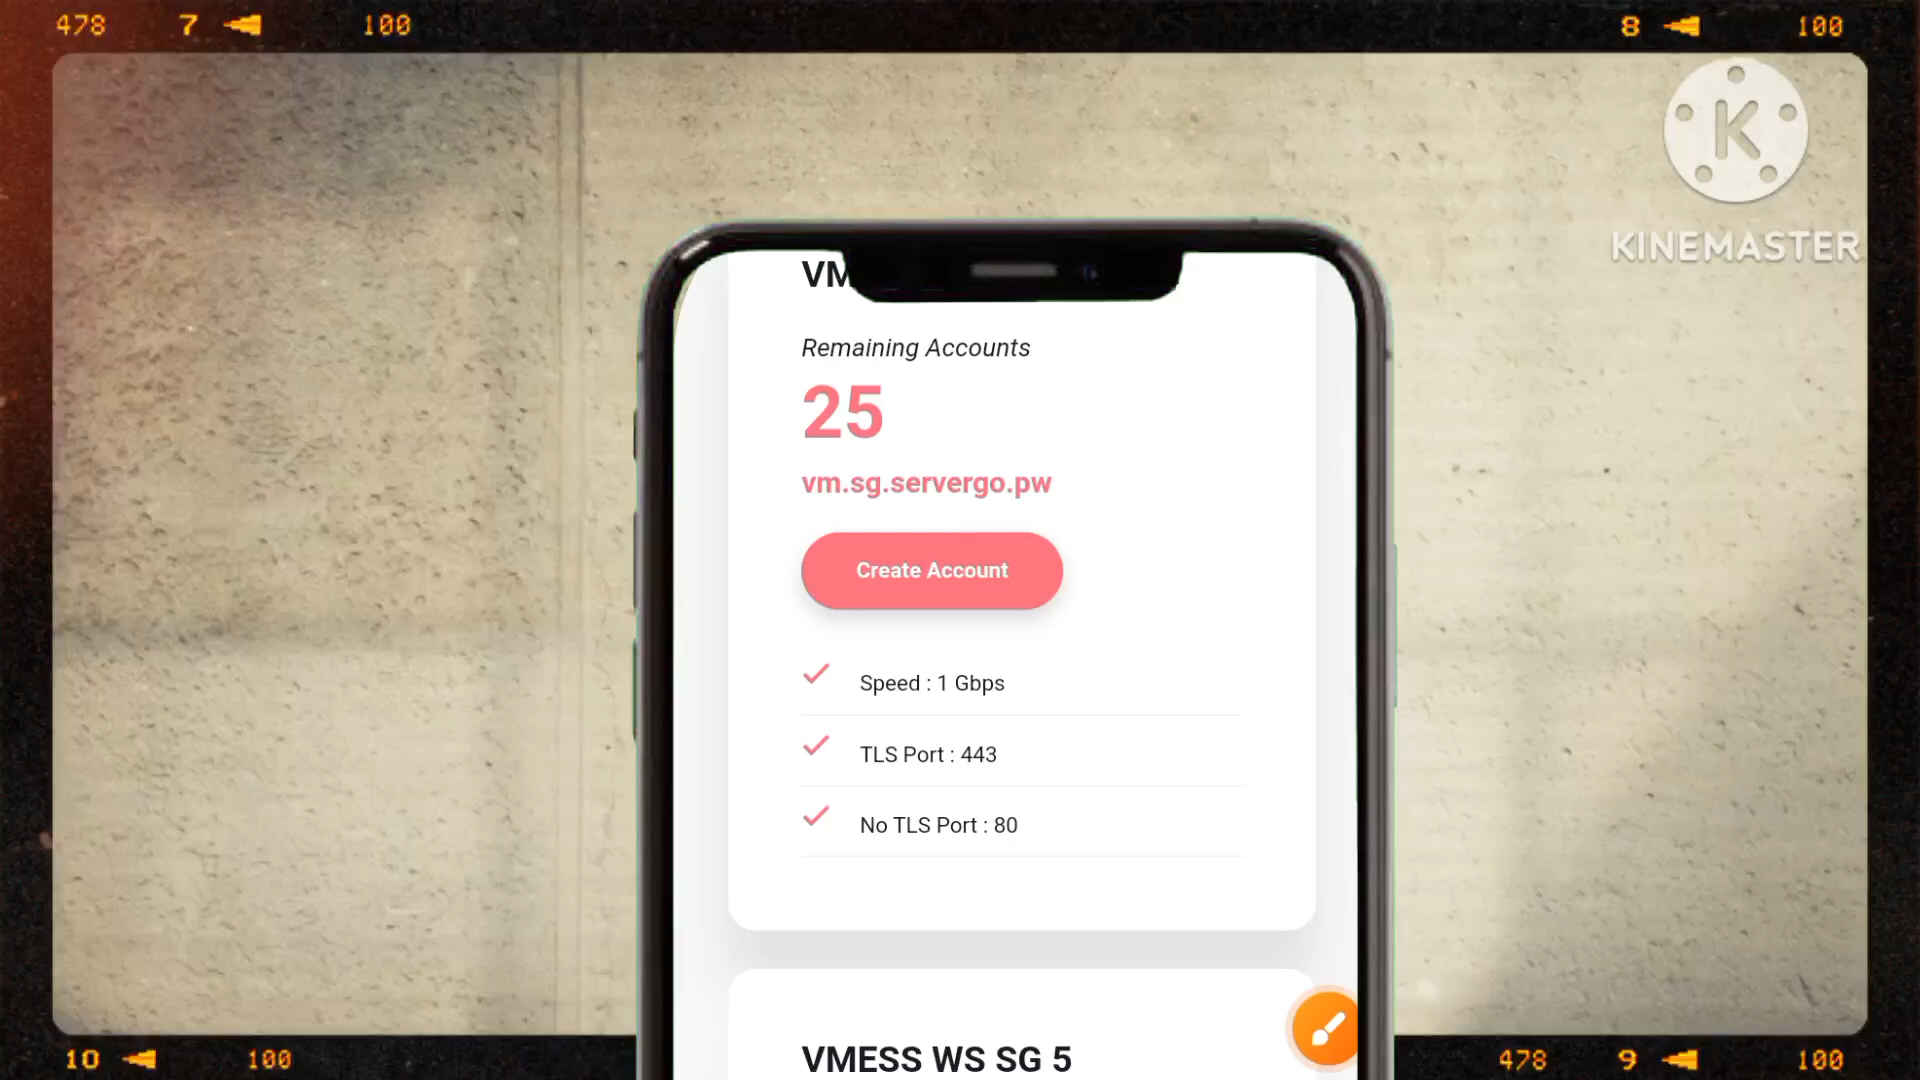 478 7 100 8 100
K
KINEMASTER
VM
Remaining Accounts
25
vm.sg.servergo.pw
Create Account
Speed : 1 Gbps
TLS Port : 443
No TLS Port : 80
VMESS WS SG 5
10 100 478 9 100